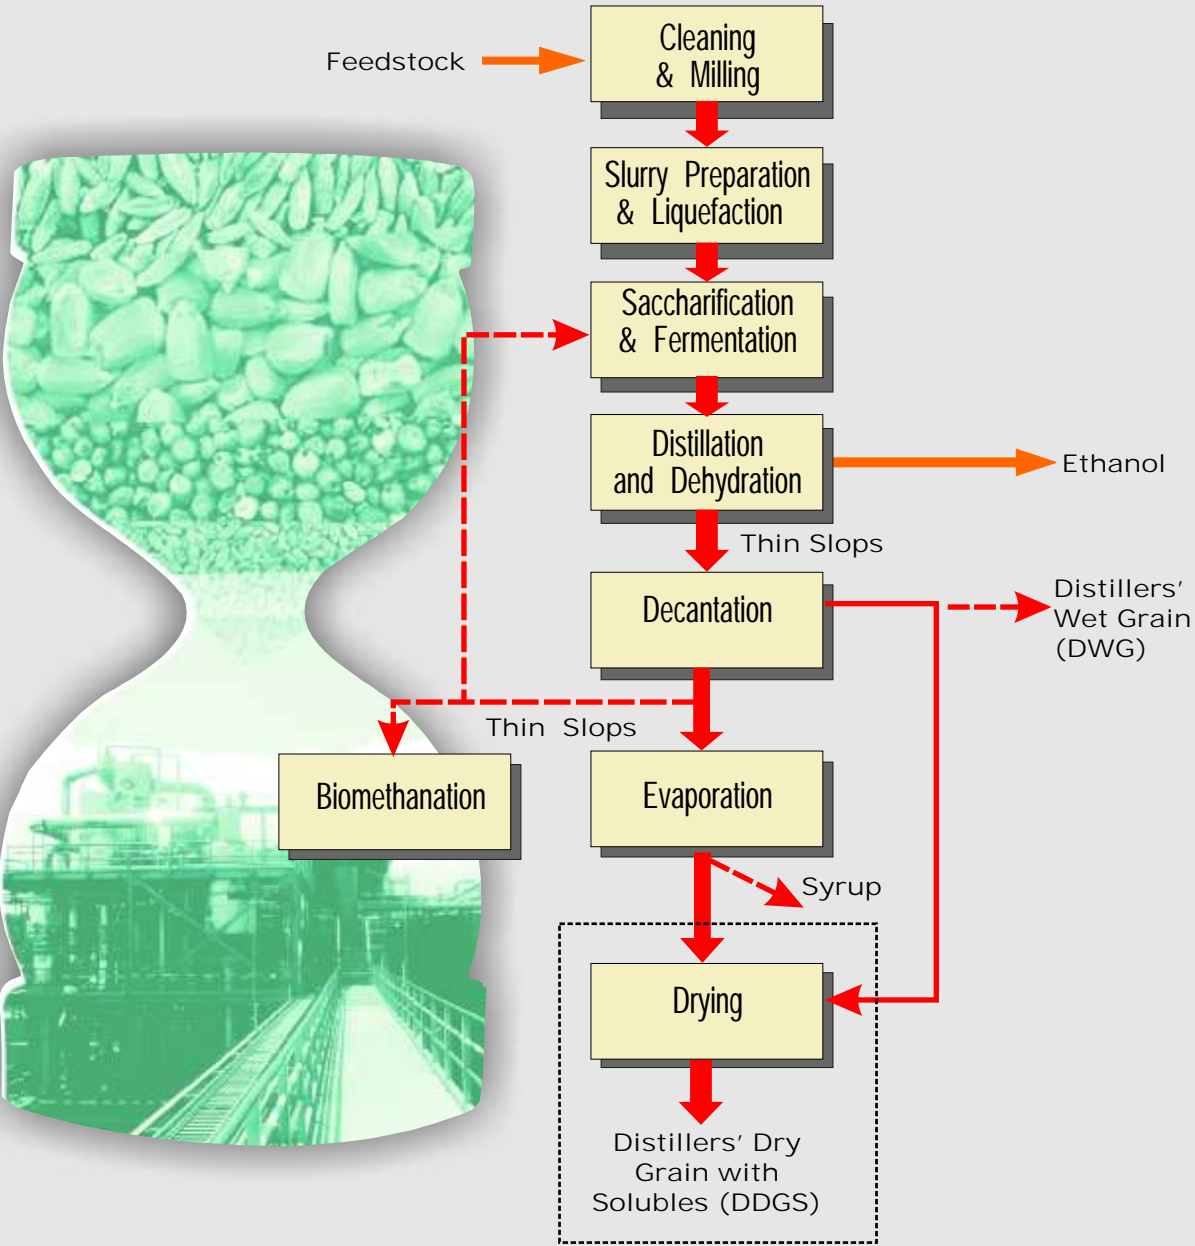 Feedstock
Cleaning
& Milling
Slurry Preparation
& Liquefaction
Saccharification
& Fermentation
Distillation
and Dehydration
Ethanol
Thin Slops
Decantation
Distillers'
Wet Grain
(DWG)
Thin Slops
Biomethanation
Evaporation
Syrup
Drying
Distillers' Dry
Grain with
Solubles (DDGS)